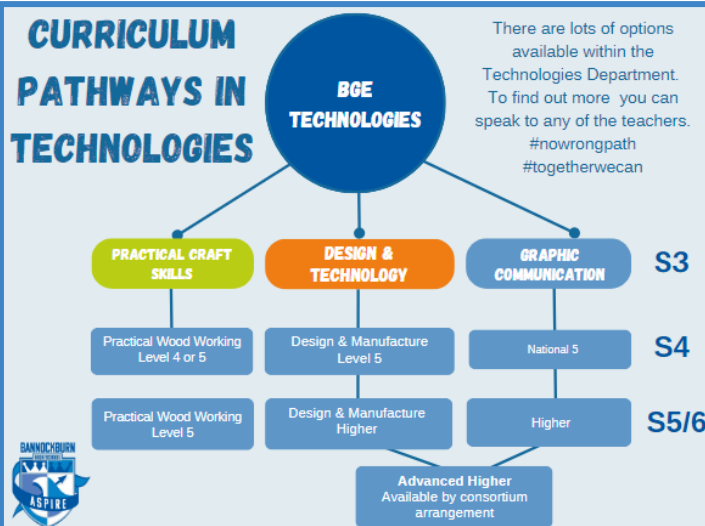 CURRICULUM
PATHWAYS IN
TECHNOLOGIES
BGE
TECHNOLOGIES
There are lots of options
available within the
Technologies Department.
To find out more you can
speak to any of the teachers.
#nowrongpath
#togetherwecan
PRACTICAL CRAFT
SKILLS
DESIGN &
TECHNOLOGY
GRAPHIC
COMMUNICATION
S3
Practical Wood Working
Level 4 or 5
Design & Manufacture
Level 5
National 5
S4
Practical Wood Working
Level 5
Design & Manufacture
Higher
Higher
S5/6
Advanced Higher
Available by consortium
arrangement
BANNOCKBURN
HIGH SCHOOL
ASPIRE